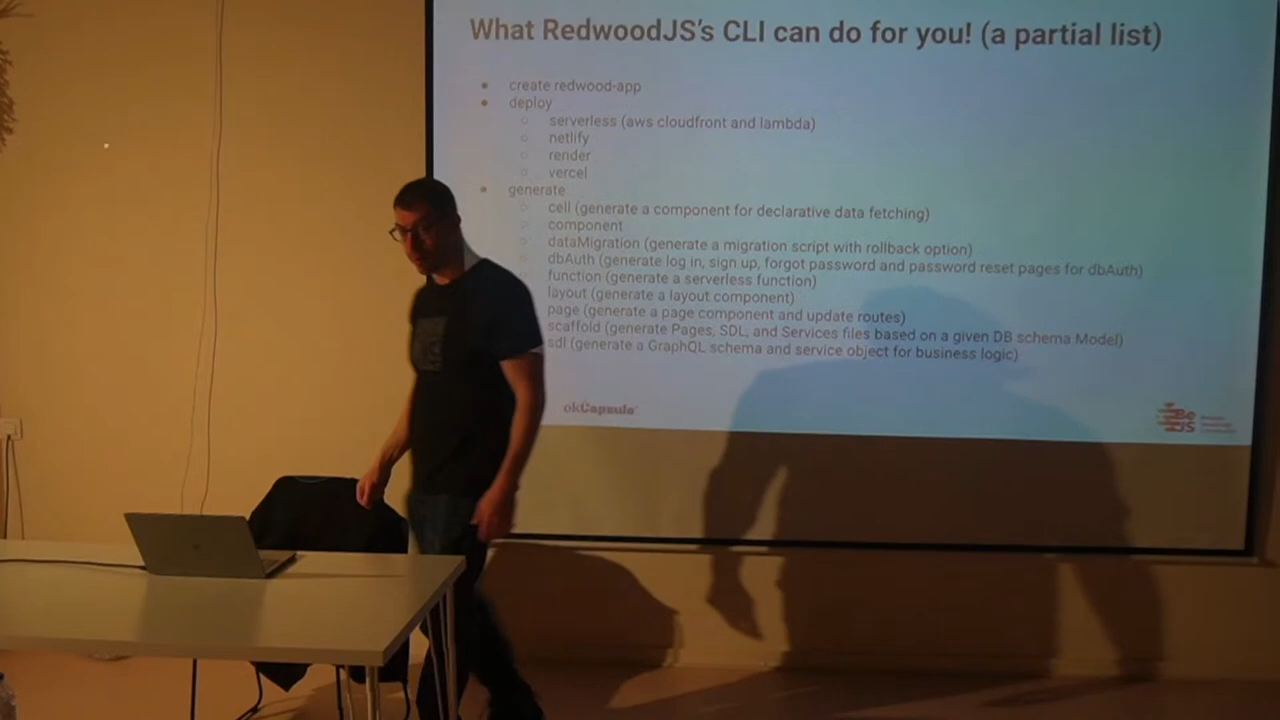 What RedwoodJS's CLI can do for you! (a partial list)
create redwood-app
deploy
serverless (aws cloudfront and lambda)
netlify
render
vercel
generate
cell (generate a component for declarative data fetching)
component
dataMigration (generate a migration script with rollback option)
dbAuth (generate log in, sign up, forgot password and password reset pages for dbAuth)
function (generate a serverless function)
layout (generate a layout component)
page (generate a page component and update routes)
scaffold (generate Pages, SDL, and Services files based on a given DB schema Model)
sdl (generate a GraphQL schema and service object for business logic)
okCapsule
Be
JS